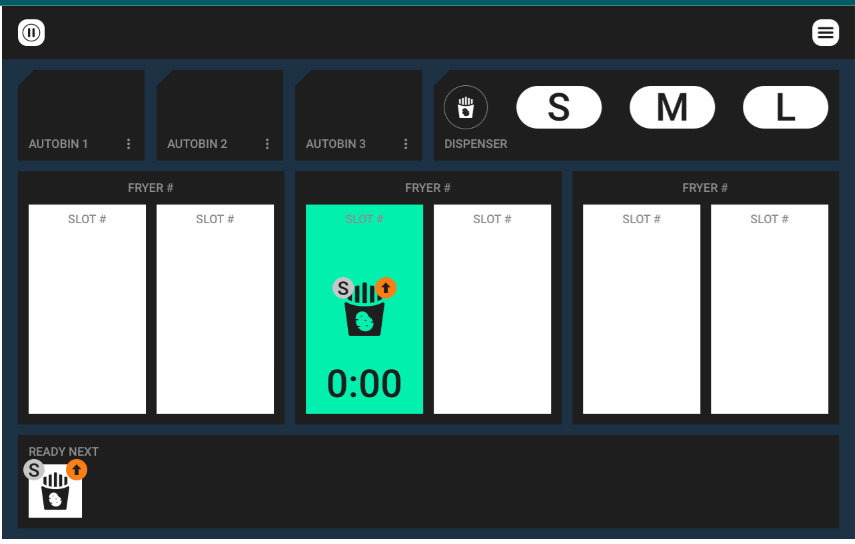 S M L
AUTOBIN 1 AUTOBIN 2 AUTOBIN 3 DISPENSER
FRYER # FRYER # FRYER #
SLOT # SLOT # SLOT # SLOT # SLOT # SLOT #
S
0:00
READY NEXT
S